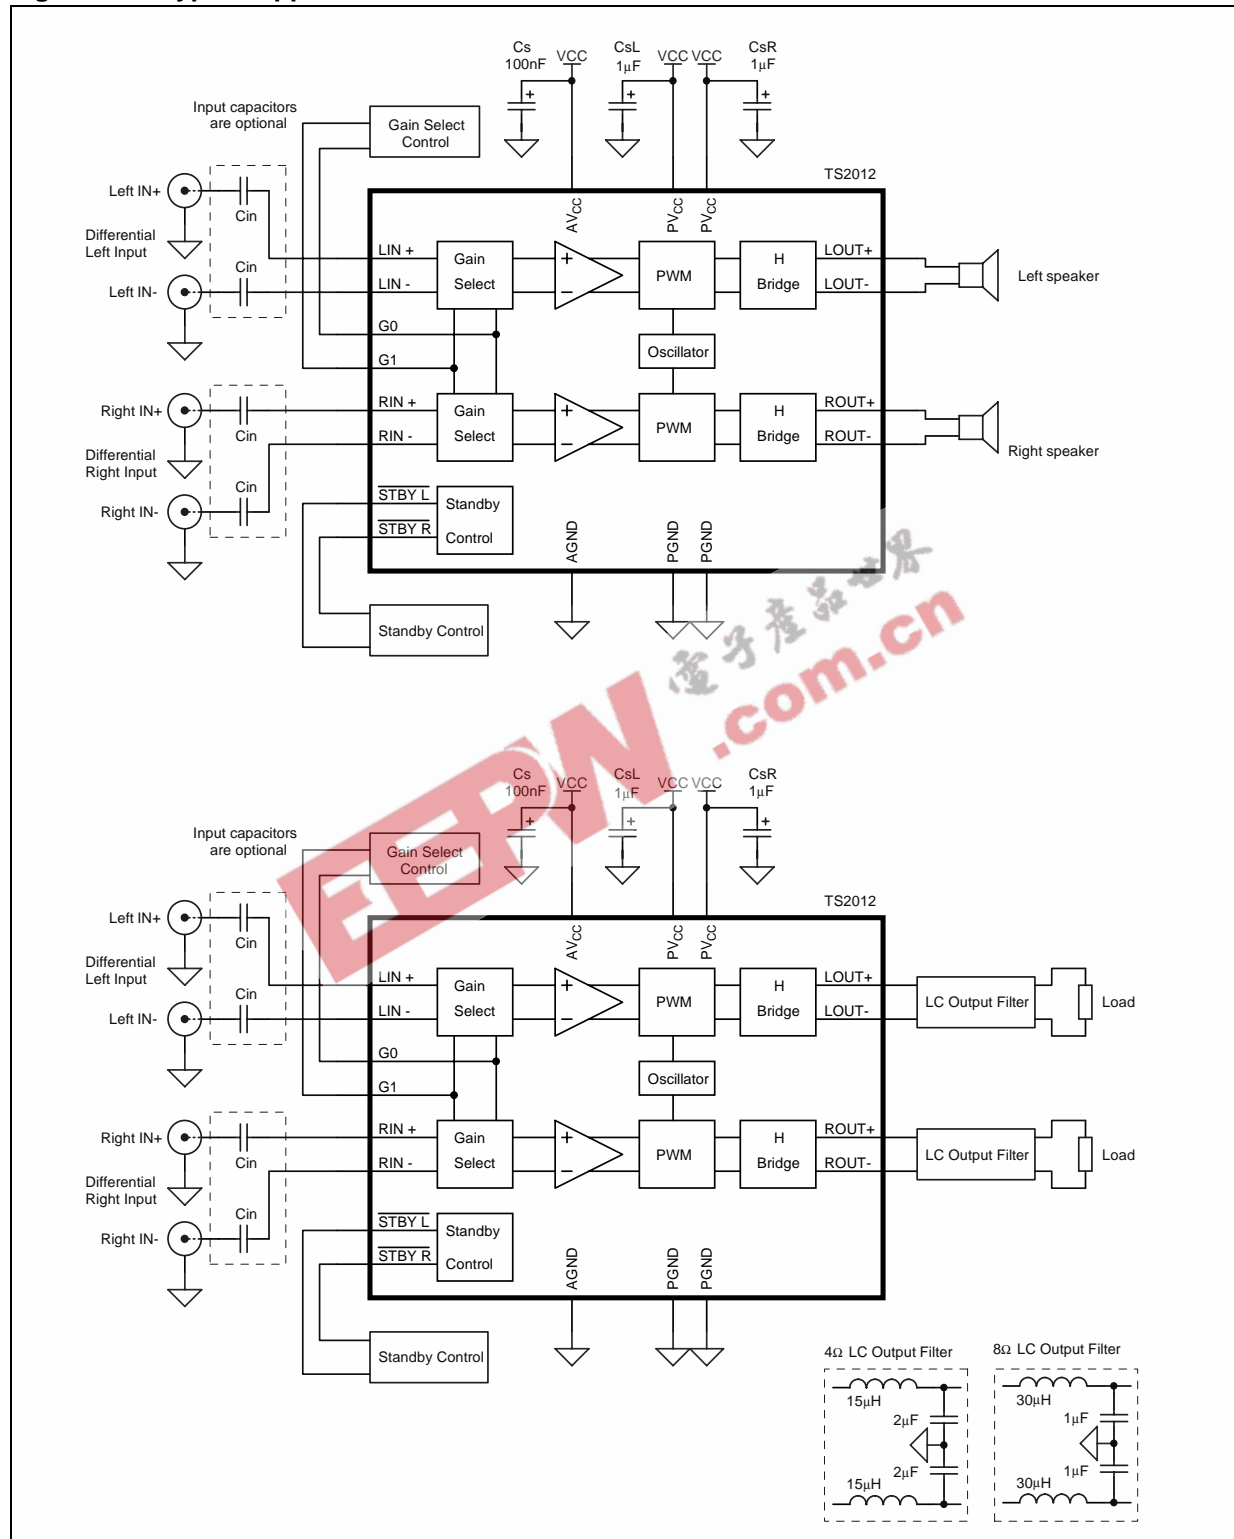 Cs
100nF
VCC
CsL
1µF
VCC
VCC
CsR
1µF
Input capacitors
are optional
Gain Select
Control
TS2012
Left IN+
Cin
AVCC
PVCC
PVCC
Differential
Left Input
Cin
Left IN-
LIN +
LIN -
Gain
Select
PWM
H
Bridge
LOUT+
LOUT-
Left speaker
G0
G1
Oscillator
Right IN+
Cin
Differential
Right Input
Cin
Right IN-
RIN +
RIN -
Gain
Select
PWM
H
Bridge
ROUT+
ROUT-
Right speaker
STBY L
STBY R
Standby
Control
AGND
PGND
PGND
Standby Control
電子產品世界
EEPW
.com.cn
Cs
100nF
VCC
CsL
1µF
VCC
VCC
CsR
1µF
Input capacitors
are optional
Gain Select
Control
TS2012
Left IN+
Cin
AVCC
PVCC
PVCC
Differential
Left Input
Cin
Left IN-
LIN +
LIN -
Gain
Select
PWM
H
Bridge
LOUT+
LOUT-
LC Output Filter
Load
G0
G1
Oscillator
Right IN+
Cin
Differential
Right Input
Cin
Right IN-
RIN +
RIN -
Gain
Select
PWM
H
Bridge
ROUT+
ROUT-
LC Output Filter
Load
STBY L
STBY R
Standby
Control
AGND
PGND
PGND
Standby Control
4Ω LC Output Filter
15µH
2µF
2µF
15µH
8Ω LC Output Filter
30µH
1µF
1µF
30µH